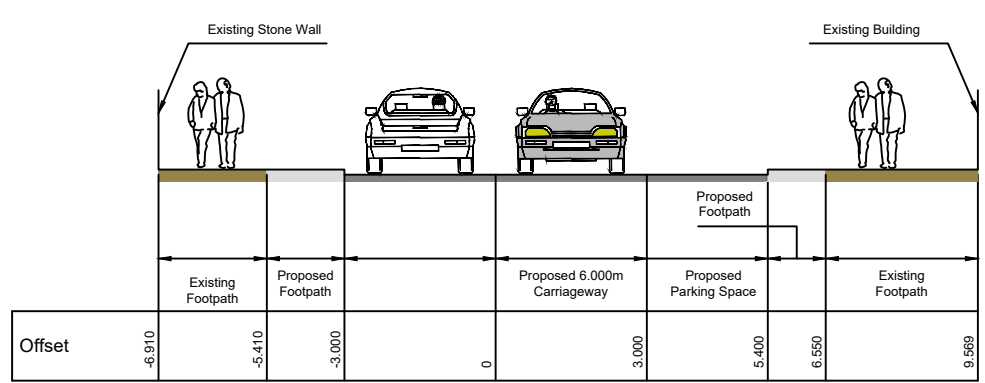 Existing Stone Wall
Existing Building
Proposed
Footpath
Existing
Footpath
Proposed
Footpath
Proposed 6.000m
Carriageway
Proposed
Parking Space
Existing
Footpath
Offset
-6.910
-5.410
-3.000
0
3.000
5.400
6.550
9.569